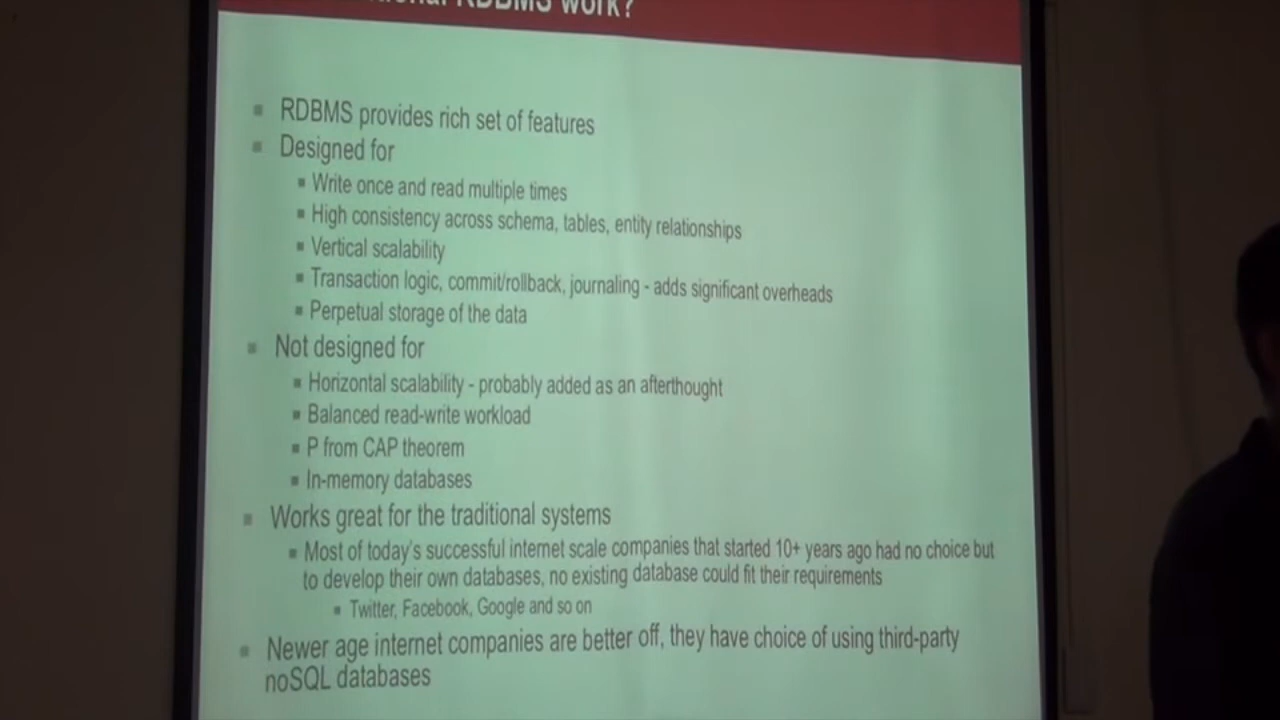 RDBMS work?
RDBMS provides rich set of features
Designed for
Write once and read multiple times
High consistency across schema, tables, entity relationships
Vertical scalability
Transaction logic, commit/rollback, journaling - adds significant overheads
Perpetual storage of the data
Not designed for
Horizontal scalability - probably added as an afterthought
Balanced read-write workload
P from CAP theorem
In-memory databases
Works great for the traditional systems
Most of today's successful internet scale companies that started 10+ years ago had no choice but
to develop their own databases, no existing database could fit their requirements
Twitter, Facebook, Google and so on
Newer age internet companies are better off, they have choice of using third-party
noSQL databases